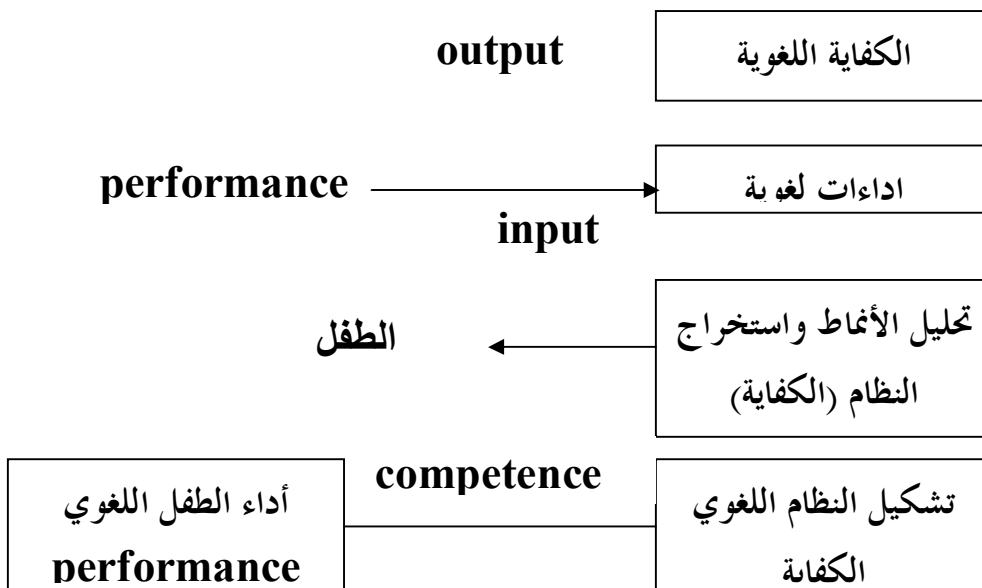 الكفاية اللغوية
output
اداءات لغوية
performance
input
تحليل الأنماط واستخراج
النظام (الكفاية)
الطفل
تشكيل النظام اللغوي
الكفاية
competence
أداء الطفل اللغوي
performance